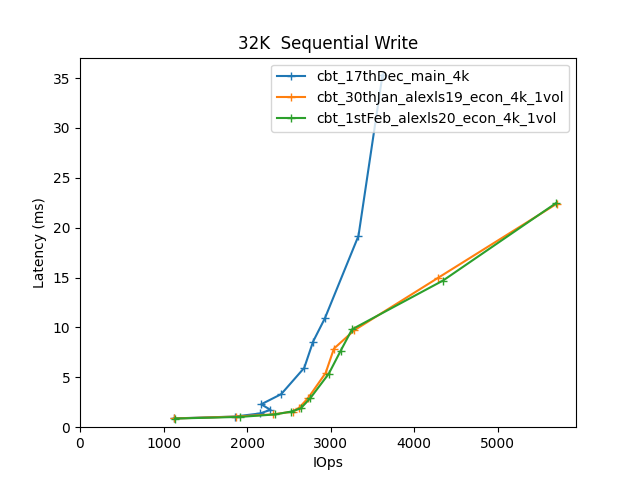 32K  Sequential Write
cbt_17thDec_main_4k
cbt_30thJan_alexls19_econ_4k_1vol
cbt_1stFeb_alexls20_econ_4k_1vol
Latency (ms)
35
30
25
20
15
10
5
0
0 1000 2000 3000 4000 5000
IOps